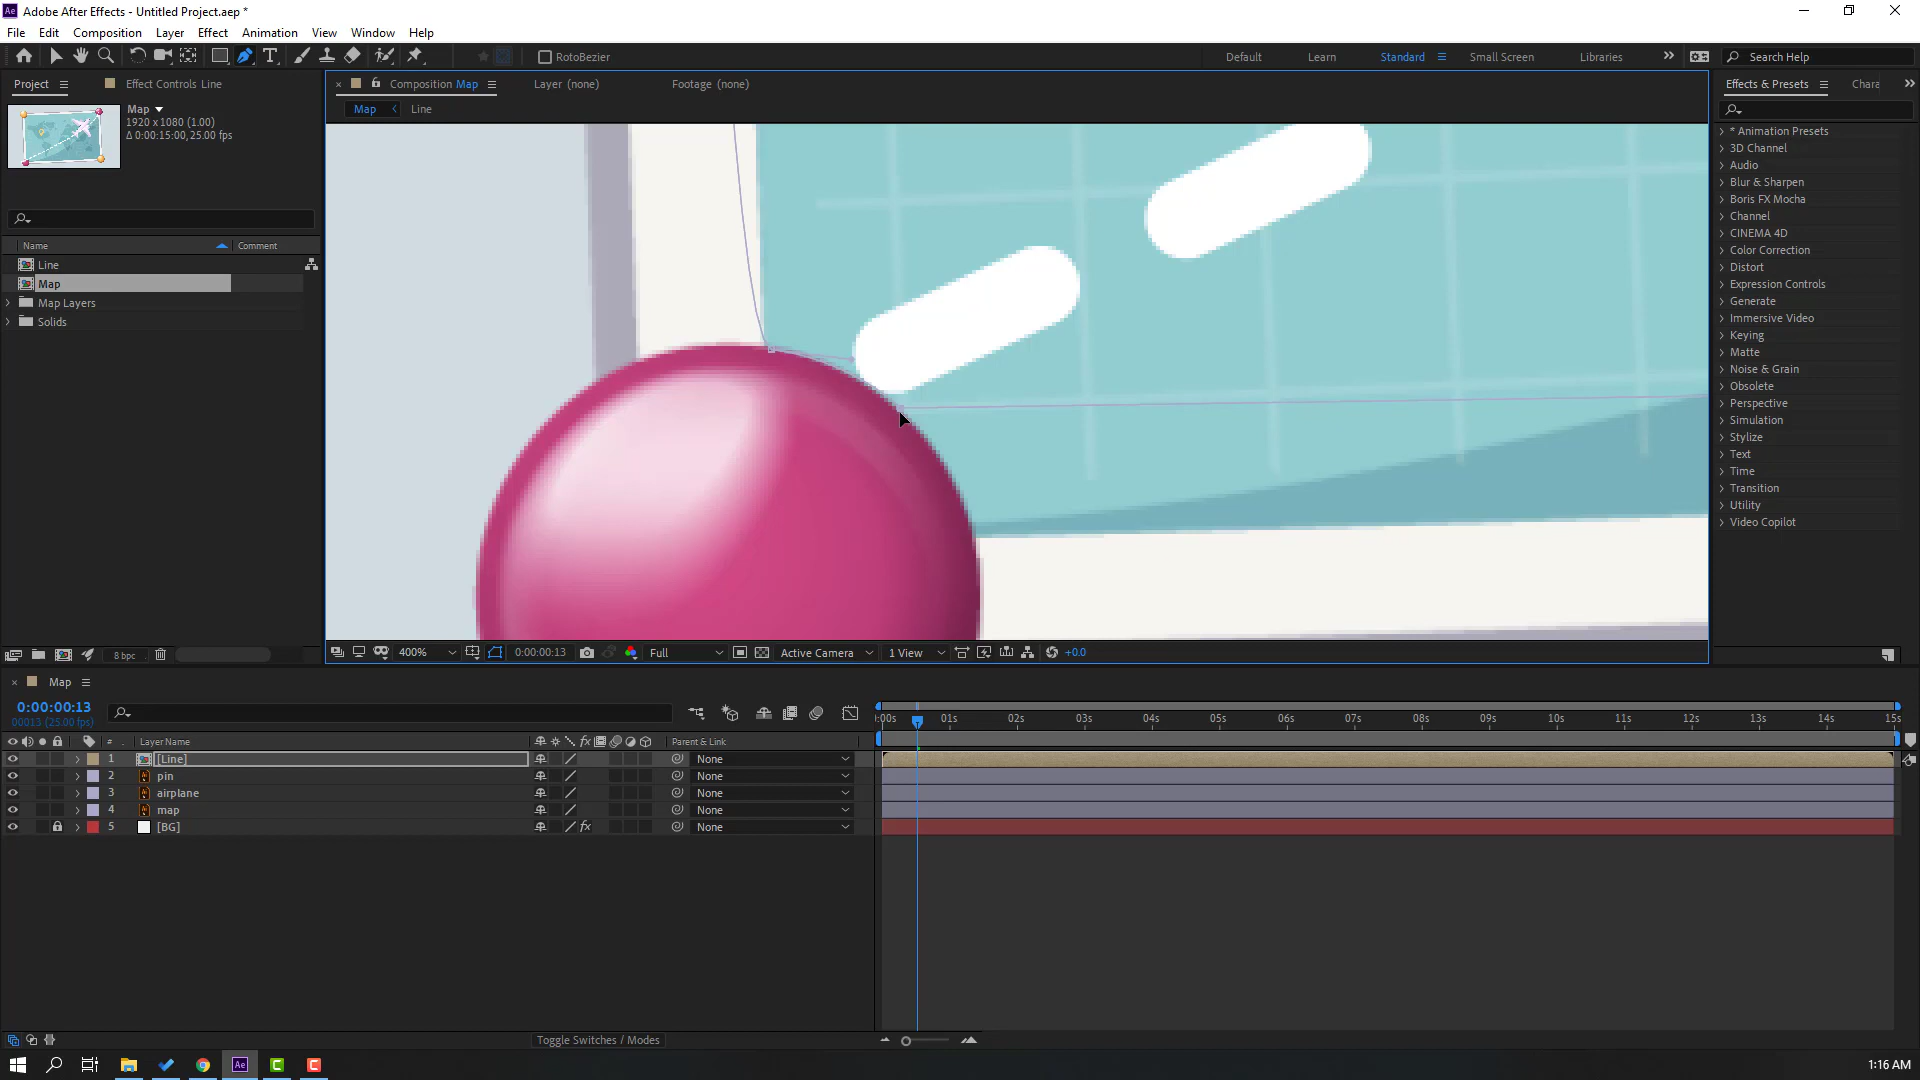 Ae Adobe After Effects - Untitled Project.aep *
File Edit Composition Layer Effect Animation View Window Help
RotoBezier Default Learn Standard Small Screen Libraries Search Help
Project Effect Controls Line
Composition Map Layer (none) Footage (none)
Effects & Presets Chara
Map
1920 x 1080 (1.00)
Δ 0:00:15:00, 25.00 fps
Map Line
Name Comment
Line
Map
Map Layers
Solids
* Animation Presets
3D Channel
Audio
Blur & Sharpen
Boris FX Mocha
Channel
CINEMA 4D
Color Correction
Distort
Expression Controls
Generate
Immersive Video
Keying
Matte
Noise & Grain
Obsolete
Perspective
Simulation
Stylize
Text
Time
Transition
Utility
Video Copilot
8 bpc
400% 0:00:00:13 Full Active Camera 1 View +0.0
Map
0:00:00:13
00013 (25.00 fps)
:00s 01s 02s 03s 04s 05s 06s 07s 08s 09s 10s 11s 12s 13s 14s 15s
# . Layer Name fx Parent & Link
1 [Line] None
2 pin None
3 airplane None
4 map None
5 [BG] fx None
Toggle Switches / Modes
Ae C C 1:16 AM